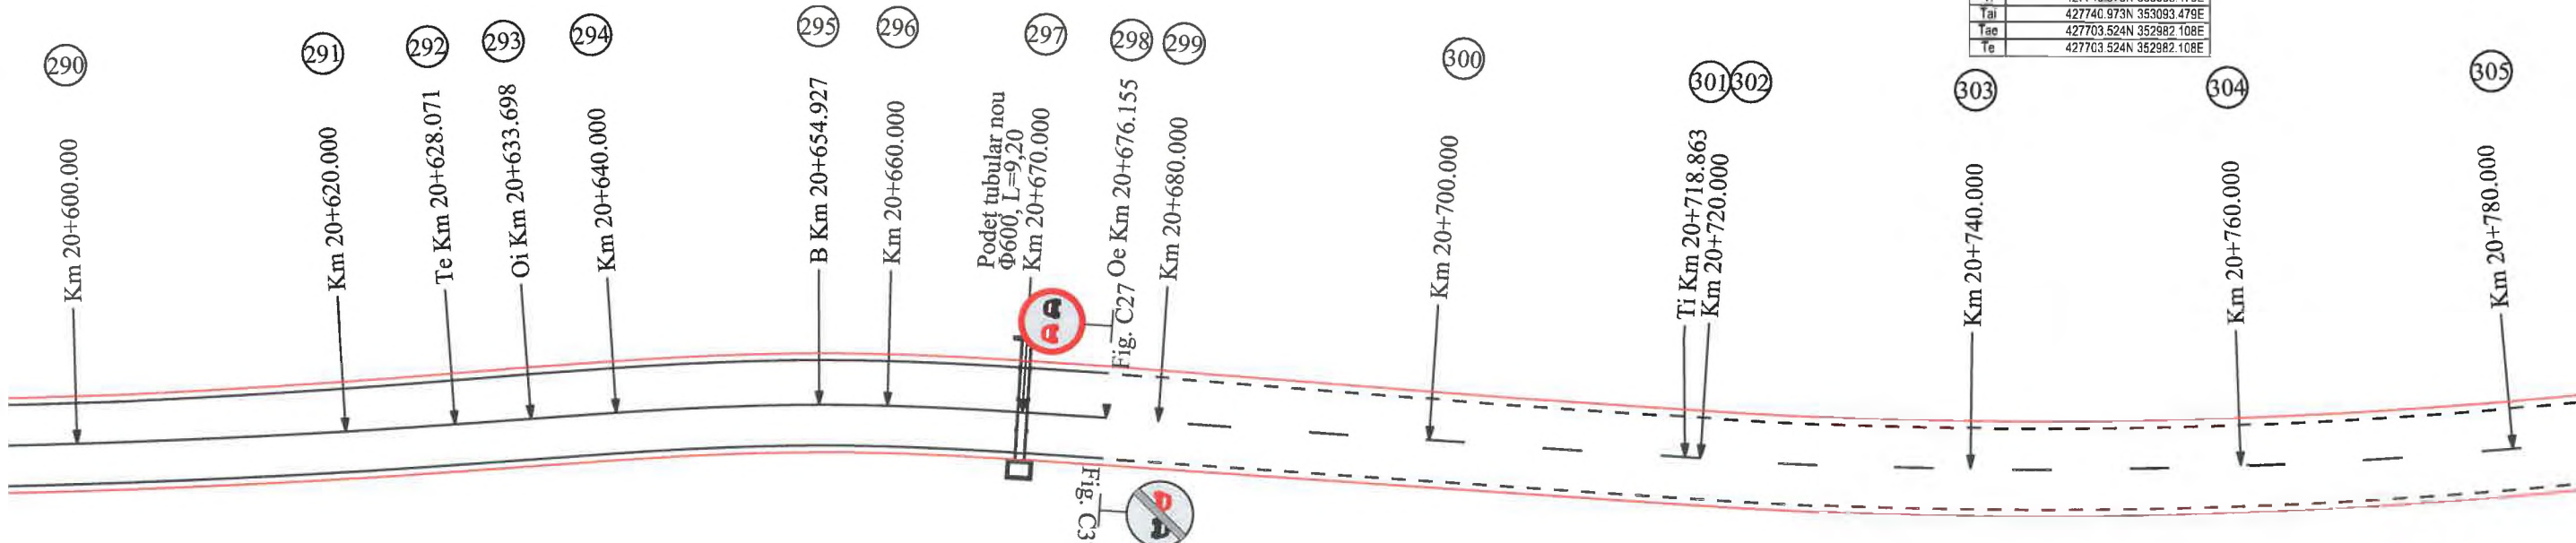 Tai 427740.973N 353093.479E
Tae 427703.524N 352982.108E
Te 427703.524N 352982.108E
290
291
292
293
294
295
296
297
298
299
300
301
302
303
304
305
Km 20+600.000
Km 20+620.000
Te Km 20+628.071
Oi Km 20+633.698
Km 20+640.000
B Km 20+654.927
Km 20+660.000
Podeț tubular nou
Φ600, L=9,20
Km 20+670.000
Fig. C27 Oe Km 20+676.155
Km 20+680.000
Km 20+700.000
Ti Km 20+718.863
Km 20+720.000
Km 20+740.000
Km 20+760.000
Km 20+780.000
Fig. C3